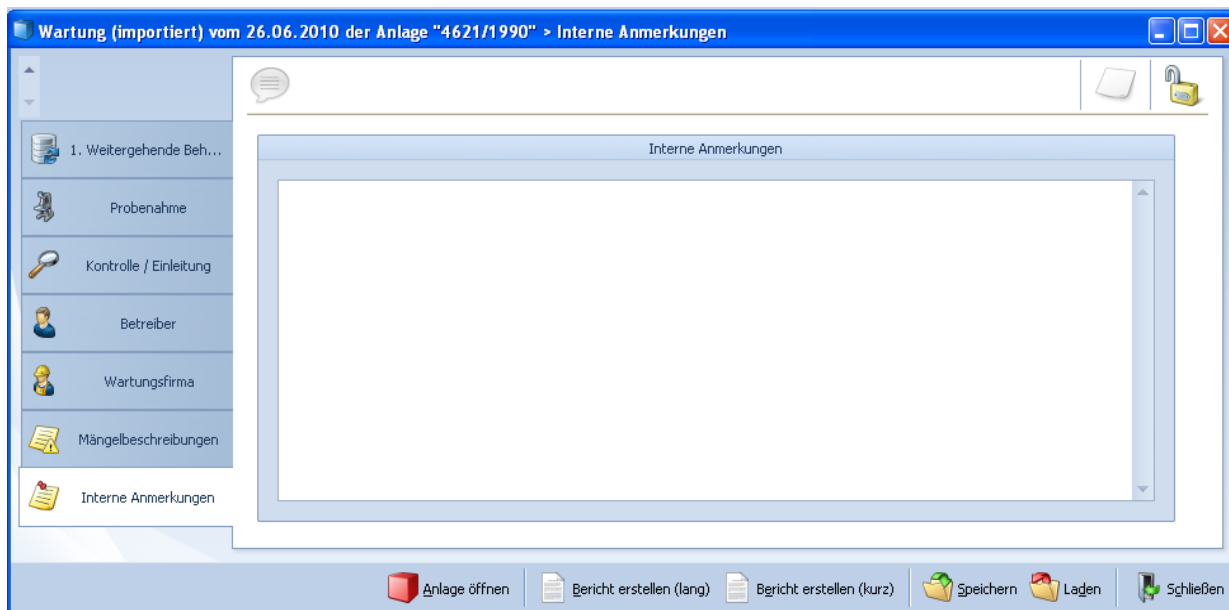 Wartung (importiert) vom 26.06.2010 der Anlage "4621/1990" > Interne Anmerkungen
1. Weitergehende Beh...
Probenahme
Kontrolle / Einleitung
Betreiber
Wartungsfirma
Mängelbeschreibungen
Interne Anmerkungen
Interne Anmerkungen
Anlage öffnen
Bericht erstellen (lang)
Bericht erstellen (kurz)
Speichern
Laden
Schließen